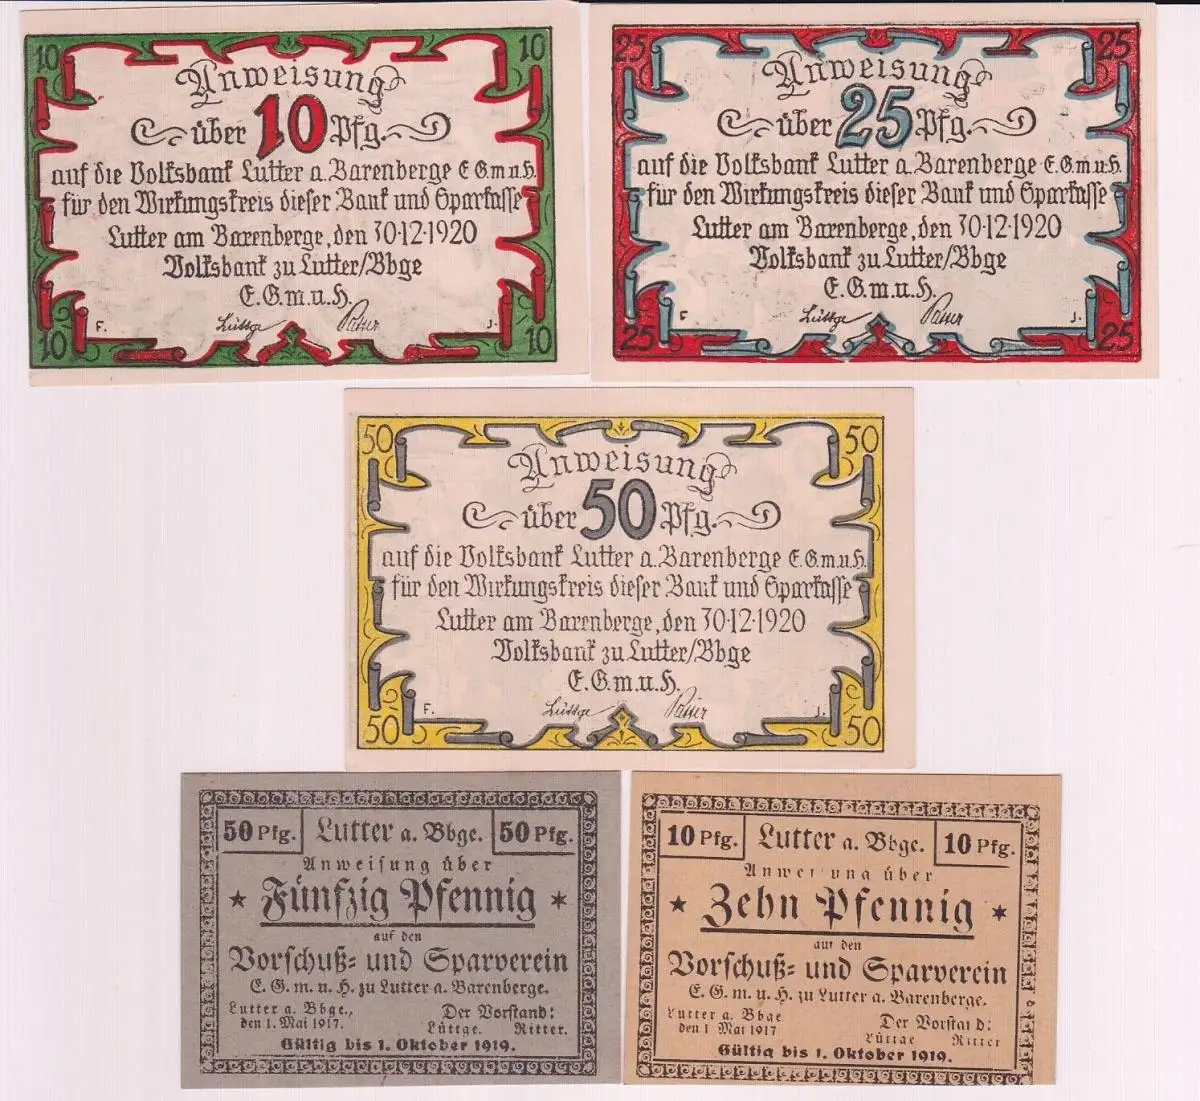 10 10
Anweisung
über 10 Pfg.
auf die Volksbank Lutter a. Barenberge E.G.m.u.H.
für den Wirkungskreis dieser Bank und Sparkasse
Lutter am Barenberge, den 30·12·1920
Volksbank zu Lutter/Bbge
E.G.m.u.H.
F. Lüttge Ritter J.
10 10
25 25
Anweisung
über 25 Pfg.
auf die Volksbank Lutter a. Barenberge E.G.m.u.H.
für den Wirkungskreis dieser Bank und Sparkasse
Lutter am Barenberge, den 30·12·1920
Volksbank zu Lutter/Bbge
E.G.m.u.H.
F Lüttge Ritter J.
25 25
50 50
Anweisung
über 50 Pfg.
auf die Volksbank Lutter a. Barenberge E.G.m.u.H.
für den Wirkungskreis dieser Bank und Sparkasse
Lutter am Barenberge, den 30·12·1920
Volksbank zu Lutter/Bbge
E.G.m.u.H.
F. Lüttge Ritter J.
50 50
50 Pfg. Lutter a. Bbge. 50 Pfg.
Anweisung über
Fünfzig Pfennig
auf den
Vorschuß- und Sparverein
E. G. m. u. H. zu Lutter a. Barenberge.
Lutter a. Bbge., Der Vorstand:
den 1. Mai 1917. Lüttge. Ritter.
Gültig bis 1. Oktober 1919.
10 Pfg. Lutter a. Bbge. 10 Pfg.
Anweisung über
Zehn Pfennig
auf den
Vorschuß- und Sparverein
E. G. m. u. H. zu Lutter a. Barenberge.
Lutter a. Bbge Der Vorstand:
den 1 Mai 1917 Lüttge Ritter
Gültig bis 1. Oktober 1919.